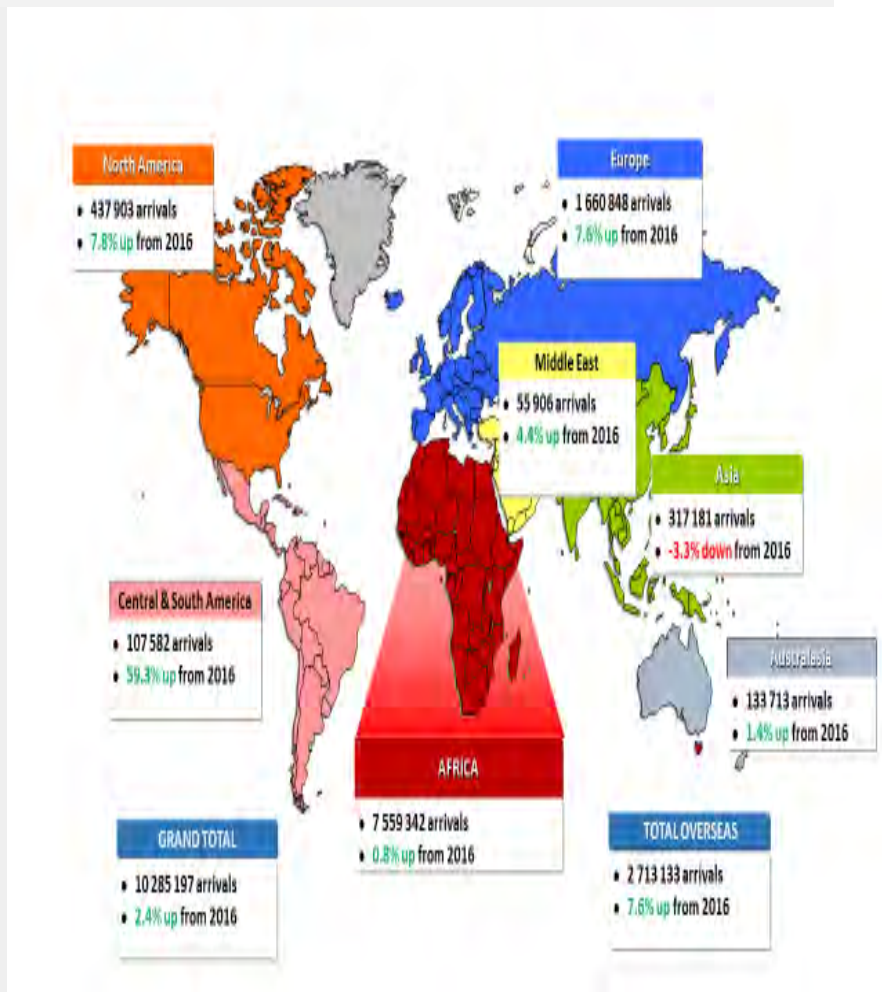 North America
• 437 903 arrivals
• 7.8% up from 2016
Europe
• 1 660 848 arrivals
• 7.6% up from 2016
Middle East
• 55 906 arrivals
• 4.4% up from 2016
Asia
• 317 181 arrivals
• -3.3% down from 2016
Central & South America
• 107 582 arrivals
• 59.3% up from 2016
Australasia
• 133 713 arrivals
• 1.4% up from 2016
AFRICA
• 7 559 342 arrivals
• 0.8% up from 2016
GRAND TOTAL
• 10 285 197 arrivals
• 2.4% up from 2016
TOTAL OVERSEAS
• 2 713 133 arrivals
• 7.6% up from 2016